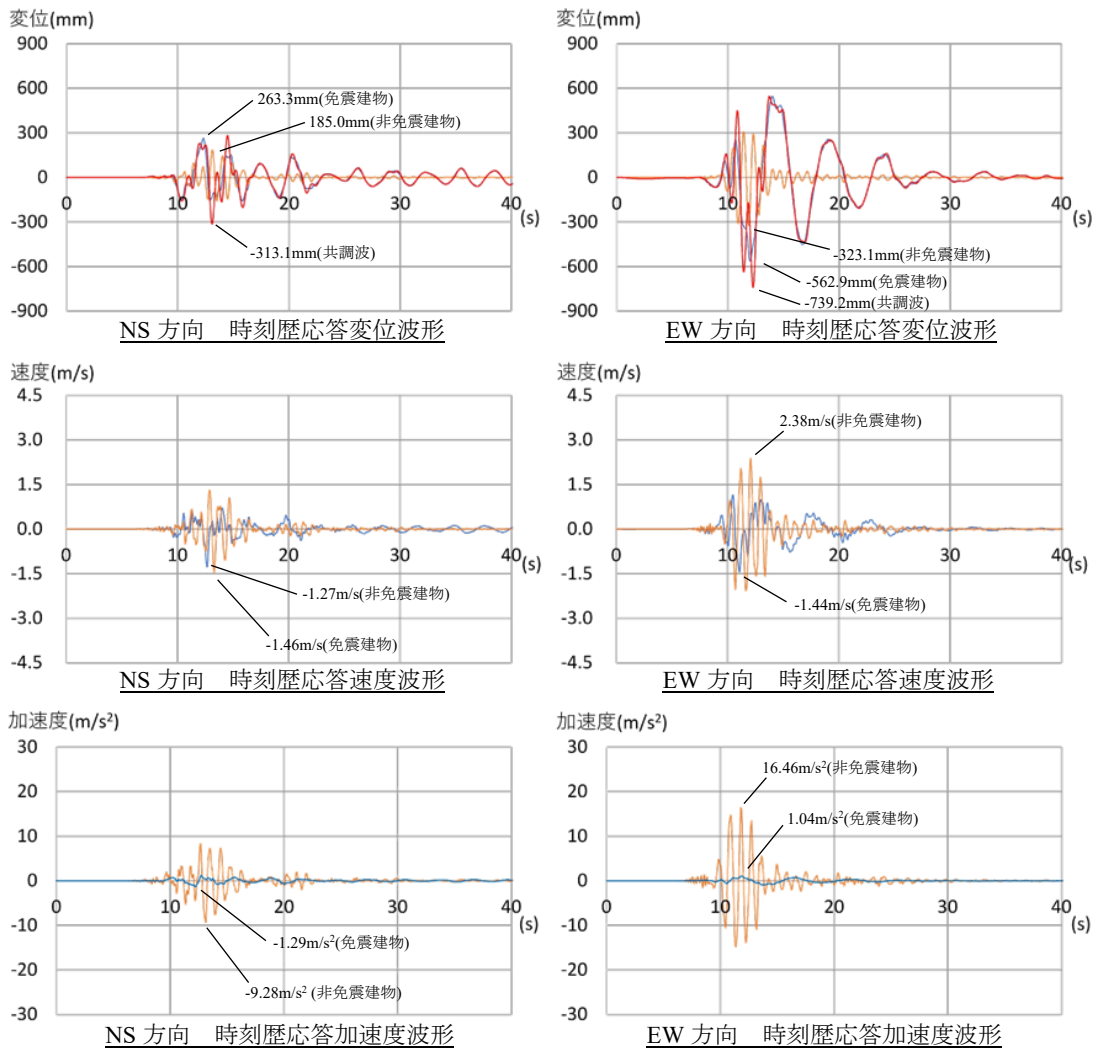 変位(mm)
900
600
300
0
-300
-600
-900
0
10
20
30
40
(s)
263.3mm(免震建物)
185.0mm(非免震建物)
-313.1mm(共調波)
NS 方向　時刻歴応答変位波形
変位(mm)
900
600
300
0
-300
-600
-900
0
10
20
30
40
(s)
-323.1mm(非免震建物)
-562.9mm(免震建物)
-739.2mm(共調波)
EW 方向　時刻歴応答変位波形
速度(m/s)
4.5
3.0
1.5
0.0
-1.5
-3.0
-4.5
0
10
20
30
40
(s)
-1.27m/s(非免震建物)
-1.46m/s(免震建物)
NS 方向　時刻歴応答速度波形
速度(m/s)
4.5
3.0
1.5
0.0
-1.5
-3.0
-4.5
0
10
20
30
40
(s)
2.38m/s(非免震建物)
-1.44m/s(免震建物)
EW 方向　時刻歴応答速度波形
加速度(m/s²)
30
20
10
0
-10
-20
-30
0
10
20
30
40
(s)
-1.29m/s²(免震建物)
-9.28m/s² (非免震建物)
NS 方向　時刻歴応答加速度波形
加速度(m/s²)
30
20
10
0
-10
-20
-30
0
10
20
30
40
(s)
16.46m/s²(非免震建物)
1.04m/s²(免震建物)
EW 方向　時刻歴応答加速度波形